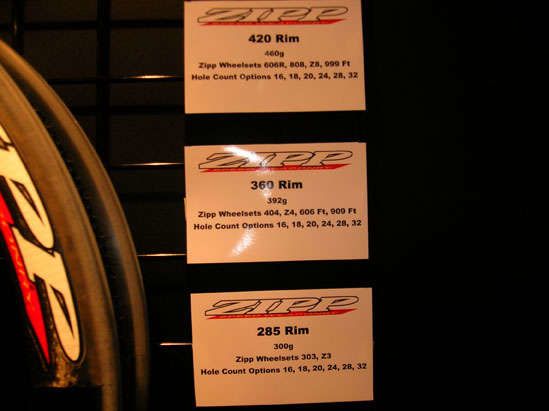 ZIPP
420 Rim
460g
Zipp Wheelsets 606R, 808, Z8, 999 Ft
Hole Count Options 16, 18, 20, 24, 28, 32
ZIPP
360 Rim
392g
Zipp Wheelsets 404, Z4, 606 Ft, 909 Ft
Hole Count Options 16, 18, 20, 24, 28, 32
ZIPP
285 Rim
300g
Zipp Wheelsets 303, Z3
Hole Count Options 16, 18, 20, 24, 28, 32